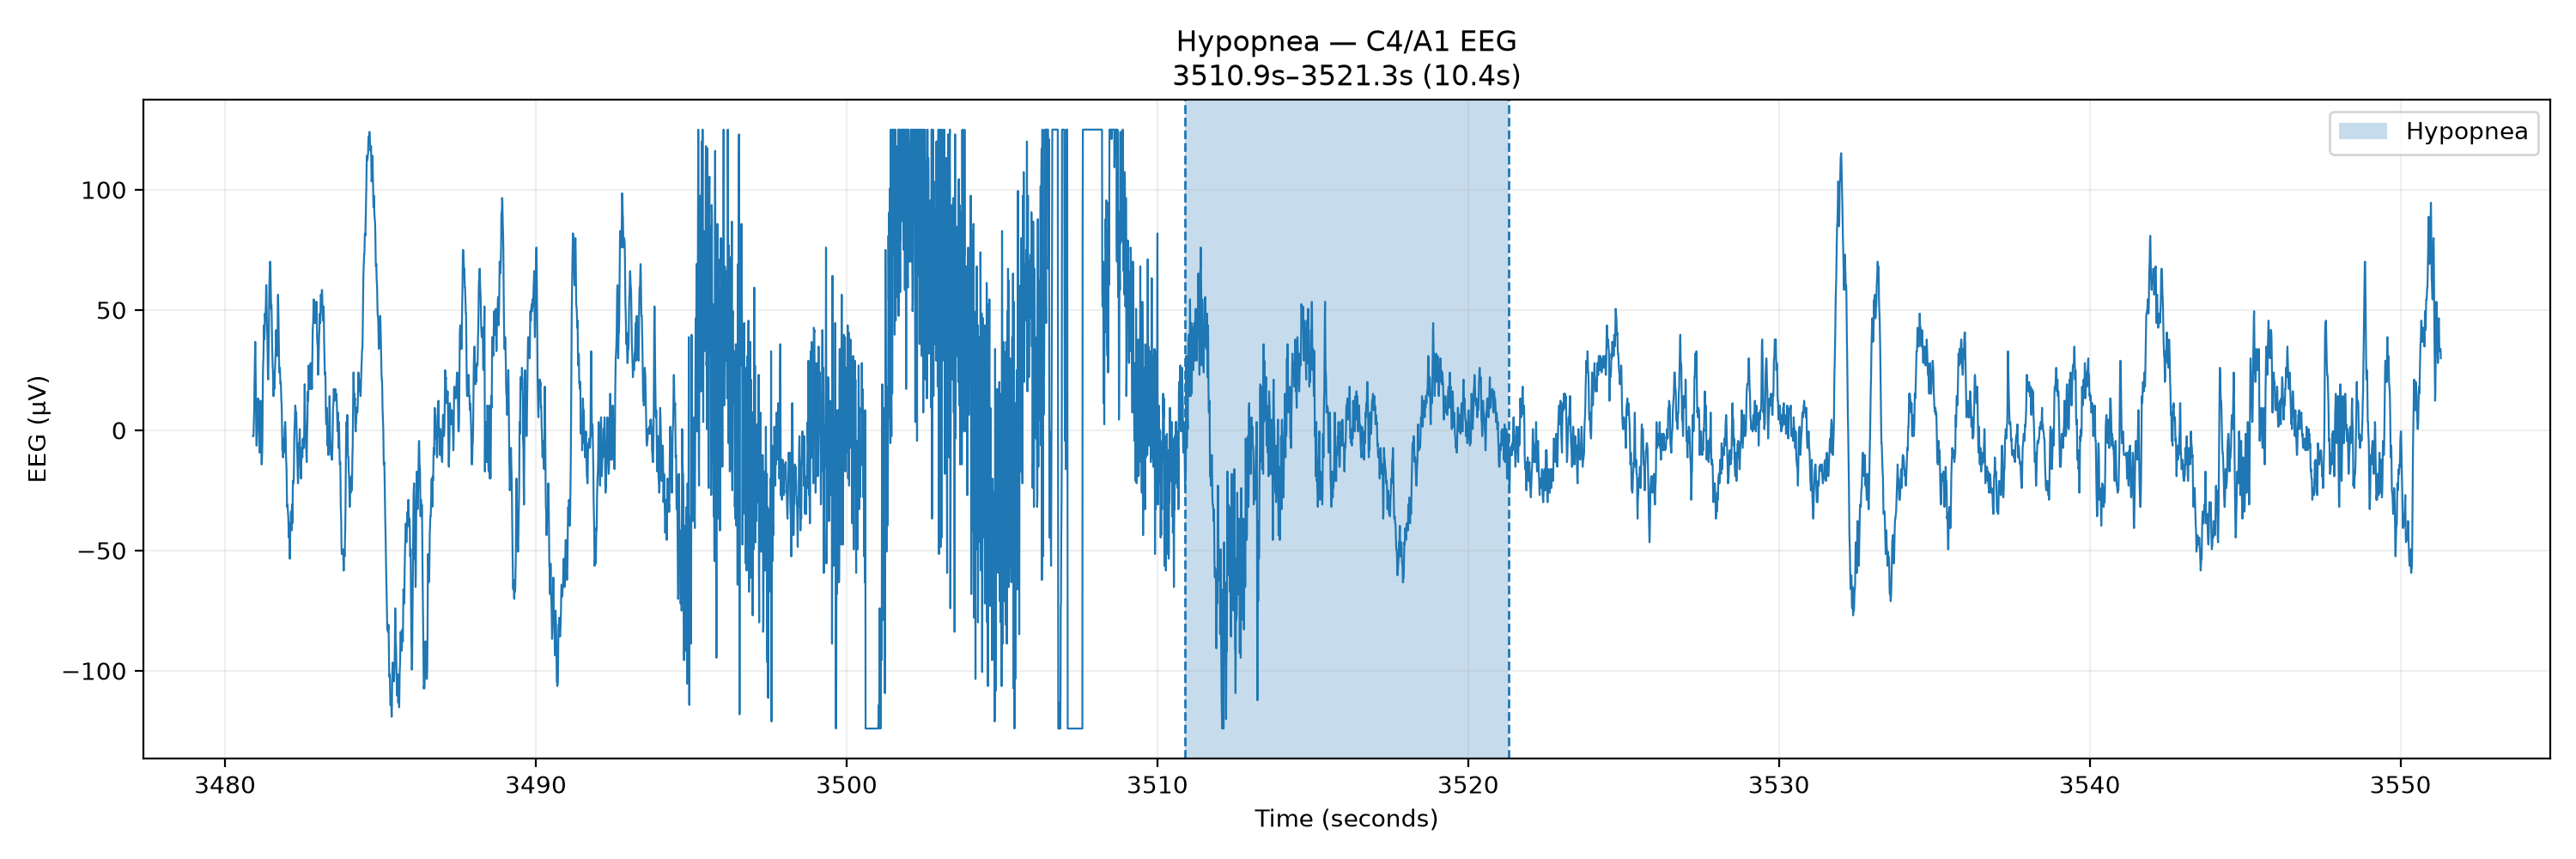 Hypopnea — C4/A1 EEG
3510.9s–3521.3s (10.4s)
Hypopnea
100
50
0
−50
−100
EEG (µV)
3480 3490 3500 3510 3520 3530 3540 3550
Time (seconds)